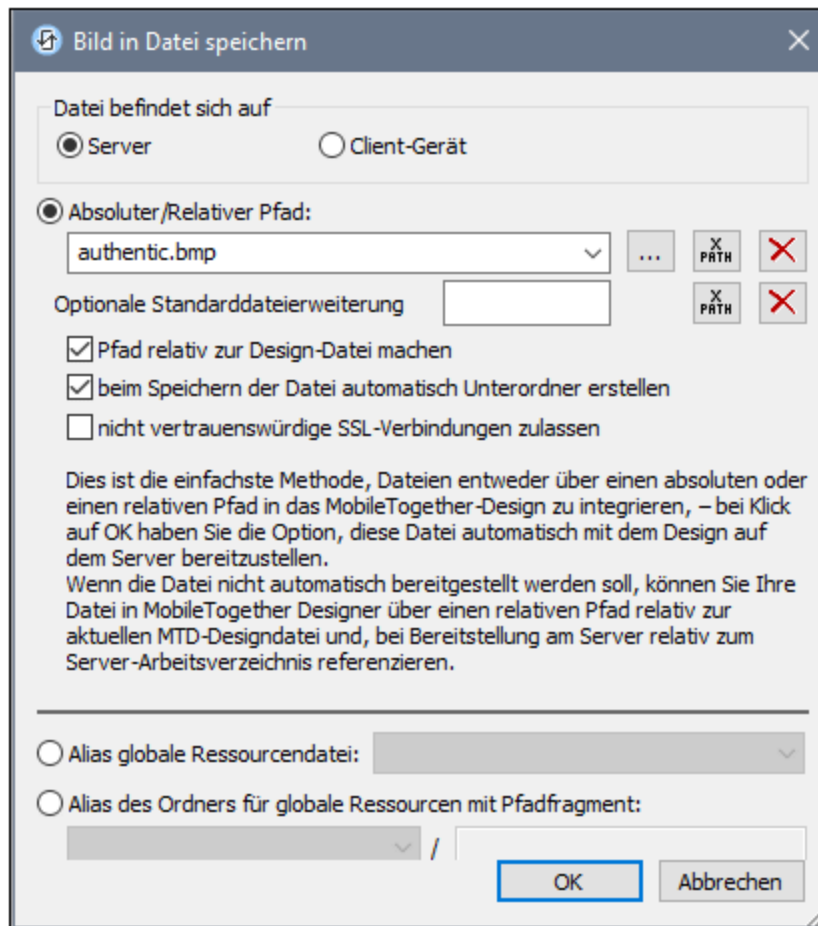 Bild in Datei speichern
Datei befindet sich auf
Server Client-Gerät
Absoluter/Relativer Pfad:
authentic.bmp ... X PATH
Optionale Standarddateierweiterung X PATH
Pfad relativ zur Design-Datei machen
beim Speichern der Datei automatisch Unterordner erstellen
nicht vertrauenswürdige SSL-Verbindungen zulassen
Dies ist die einfachste Methode, Dateien entweder über einen absoluten oder
einen relativen Pfad in das MobileTogether-Design zu integrieren, – bei Klick
auf OK haben Sie die Option, diese Datei automatisch mit dem Design auf
dem Server bereitzustellen.
Wenn die Datei nicht automatisch bereitgestellt werden soll, können Sie Ihre
Datei in MobileTogether Designer über einen relativen Pfad relativ zur
aktuellen MTD-Designdatei und, bei Bereitstellung am Server relativ zum
Server-Arbeitsverzeichnis referenzieren.
Alias globale Ressourcendatei:
Alias des Ordners für globale Ressourcen mit Pfadfragment:
/
OK Abbrechen